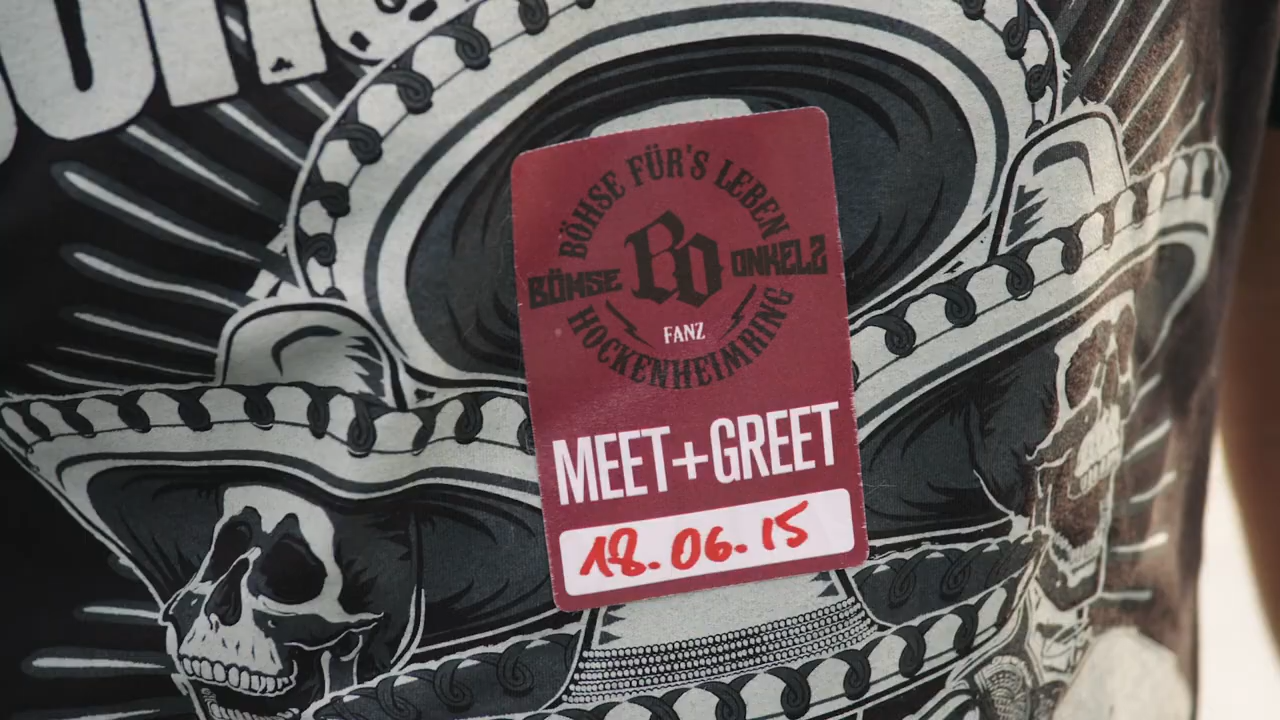 BÖHSE FÜR'S LEBEN
BÖHSE BO ONKELZ
FANZ
HOCKENHEIMRING
MEET+GREET
18.06.15